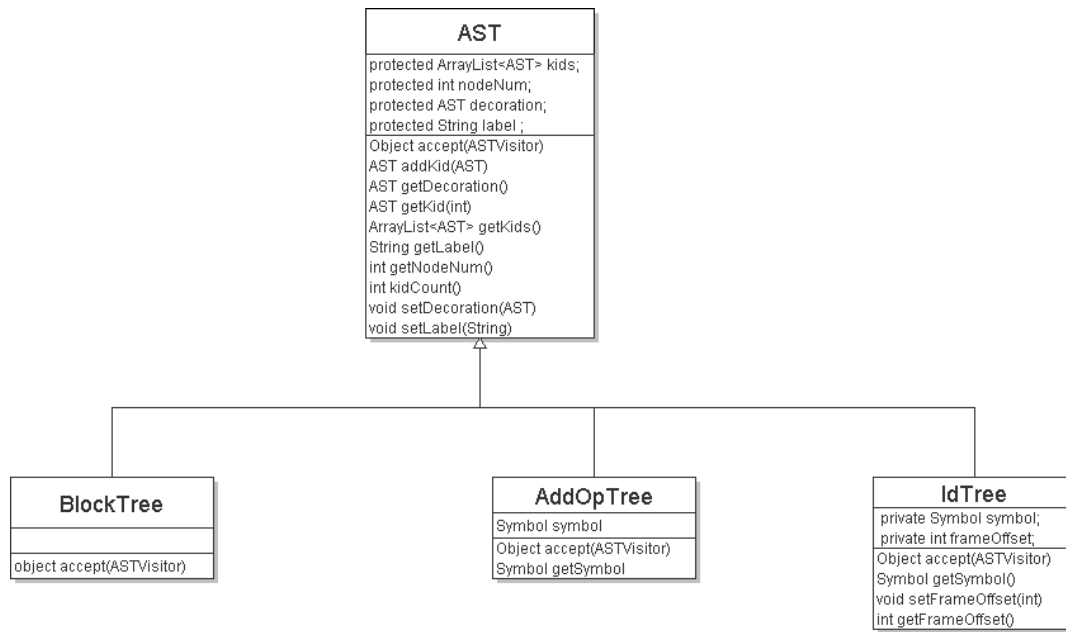 AST
protected ArrayList<AST> kids;
protected int nodeNum;
protected AST decoration;
protected String label ;
Object accept(ASTVisitor)
AST addKid(AST)
AST getDecoration()
AST getKid(int)
ArrayList<AST> getKids()
String getLabel()
int getNodeNum()
int kidCount()
void setDecoration(AST)
void setLabel(String)
BlockTree
object accept(ASTVisitor)
AddOpTree
Symbol symbol
Object accept(ASTVisitor)
Symbol getSymbol
IdTree
private Symbol symbol;
private int frameOffset;
Object accept(ASTVisitor)
Symbol getSymbol()
void setFrameOffset(int)
int getFrameOffset()